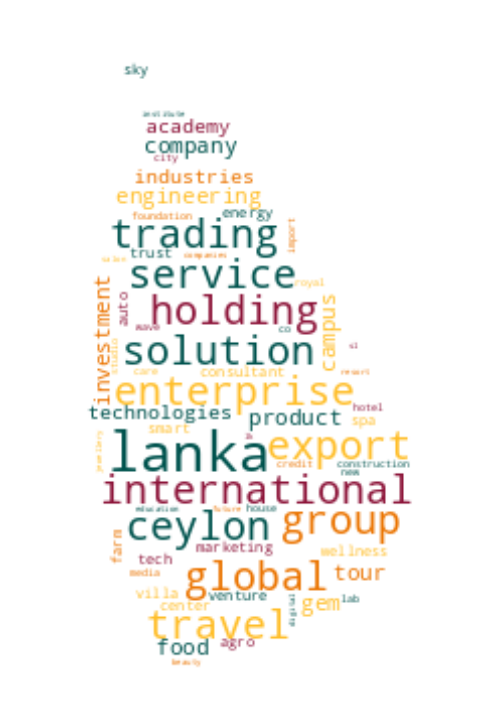 sky
institute
academy
company
city
industries
engineering
foundation energy
trading import
trust companies
salon service
royal
investment auto holding
wave co campus
solution sl
studio care consultant resort
enterprise
technologies product hotel
smart spa
lanka export
jewellery credit construction
new
international
education future house
ceylon group
farm marketing wellness
tech
media global tour
villa venture digital gem lab
center
travel
food agro
beauty